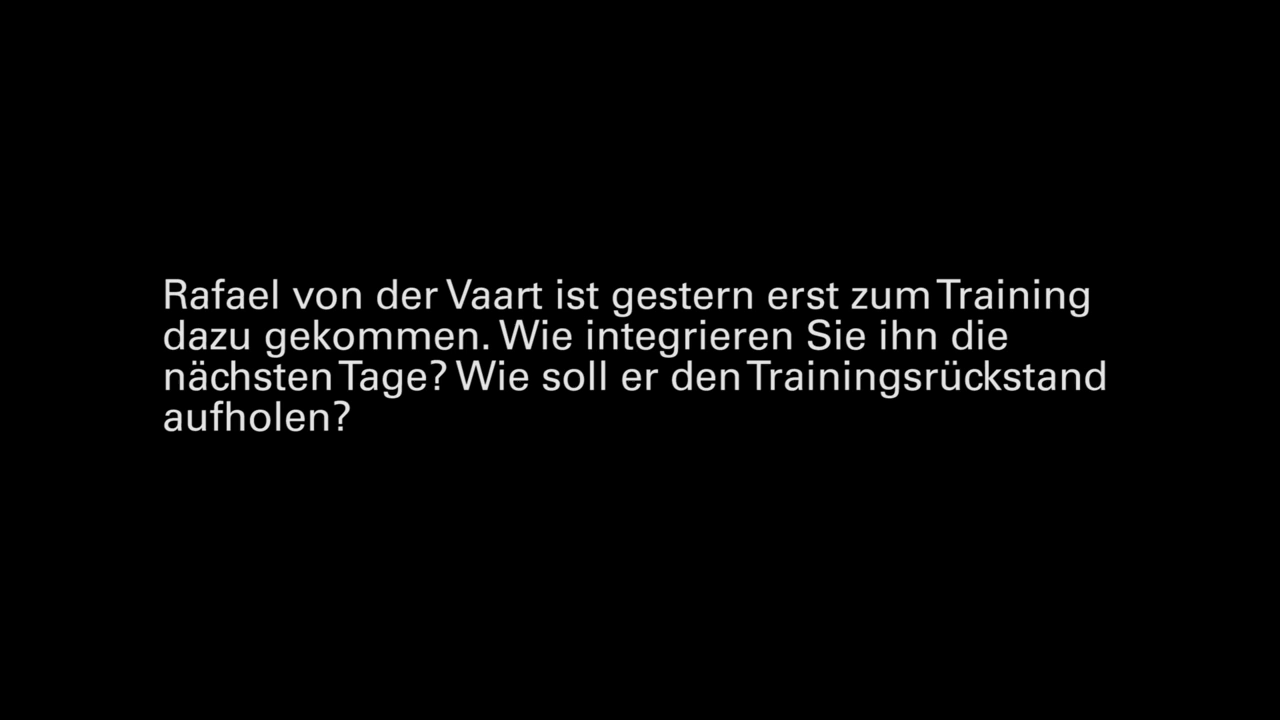 Rafael von der Vaart ist gestern erst zum Training
dazu gekommen. Wie integrieren Sie ihn die
nächsten Tage? Wie soll er den Trainingsrückstand
aufholen?